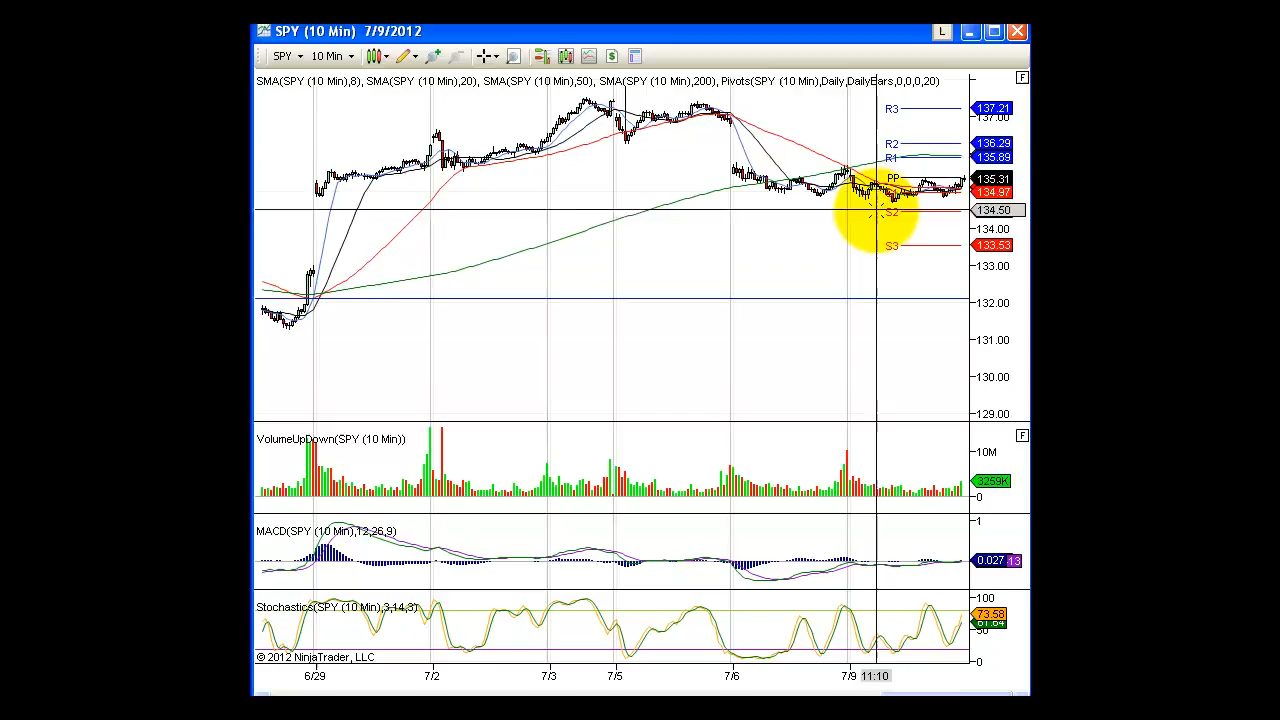 SPY (10 Min) 7/9/2012
L
SPY 10 Min
SMA(SPY (10 Min),8), SMA(SPY (10 Min),20), SMA(SPY (10 Min),50), SMA(SPY (10 Min),200), Pivots(SPY (10 Min),Daily,DailyBars,0,0,0,20)
F
R3 137.21
137.00
R2 136.29
R1 135.89
PP 135.31
134.97
S2 134.50
134.00
S3 133.53
133.00
132.00
131.00
130.00
129.00
VolumeUpDown(SPY (10 Min))
F
10M
3259K
0
MACD(SPY (10 Min),12,26,9)
1
0.027 13
Stochastics(SPY (10 Min),3,14,3)
100
73.58
61.64
50
0
© 2012 NinjaTrader, LLC
6/29 7/2 7/3 7/5 7/6 7/9 11:10